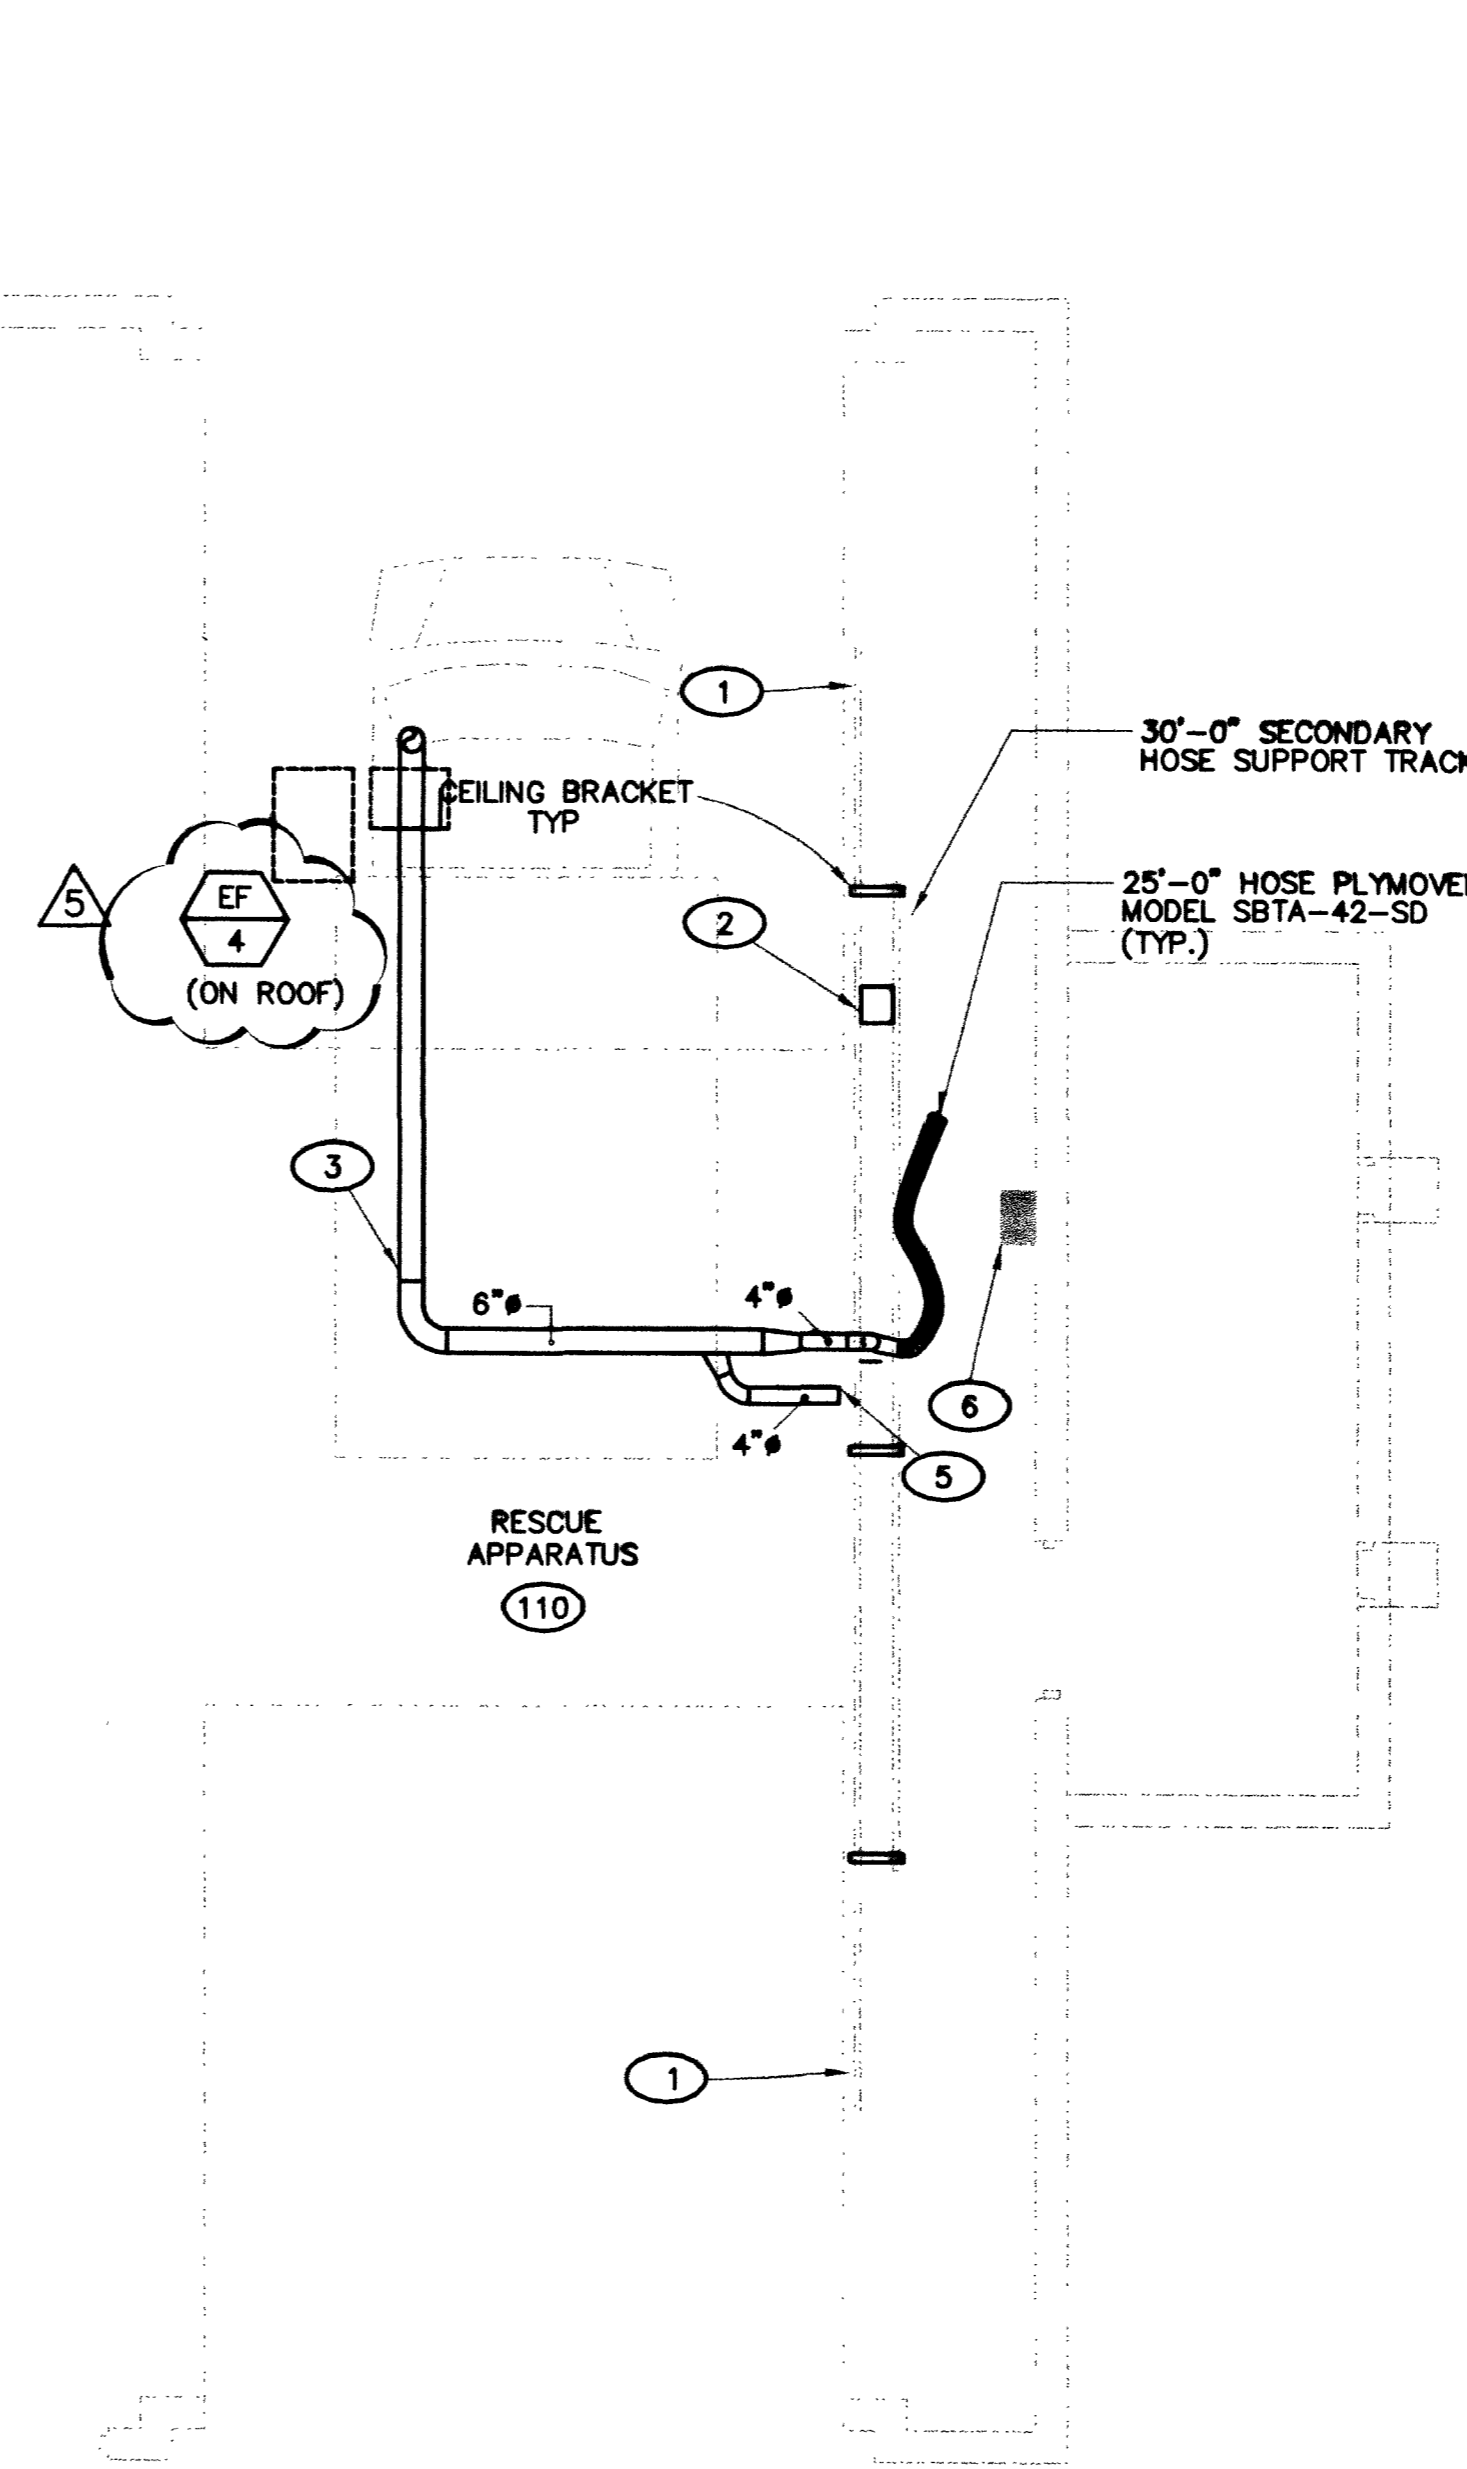 1
30'-0" SECONDARY
HOSE SUPPORT TRACK
CEILING BRACKET
TYP
25'-0" HOSE PLYMOVE
MODEL SBTA-42-SD
(TYP.)
5
EF
4
(ON ROOF)
2
3
6"ø
4"ø
6
4"ø
5
RESCUE
APPARATUS
110
1